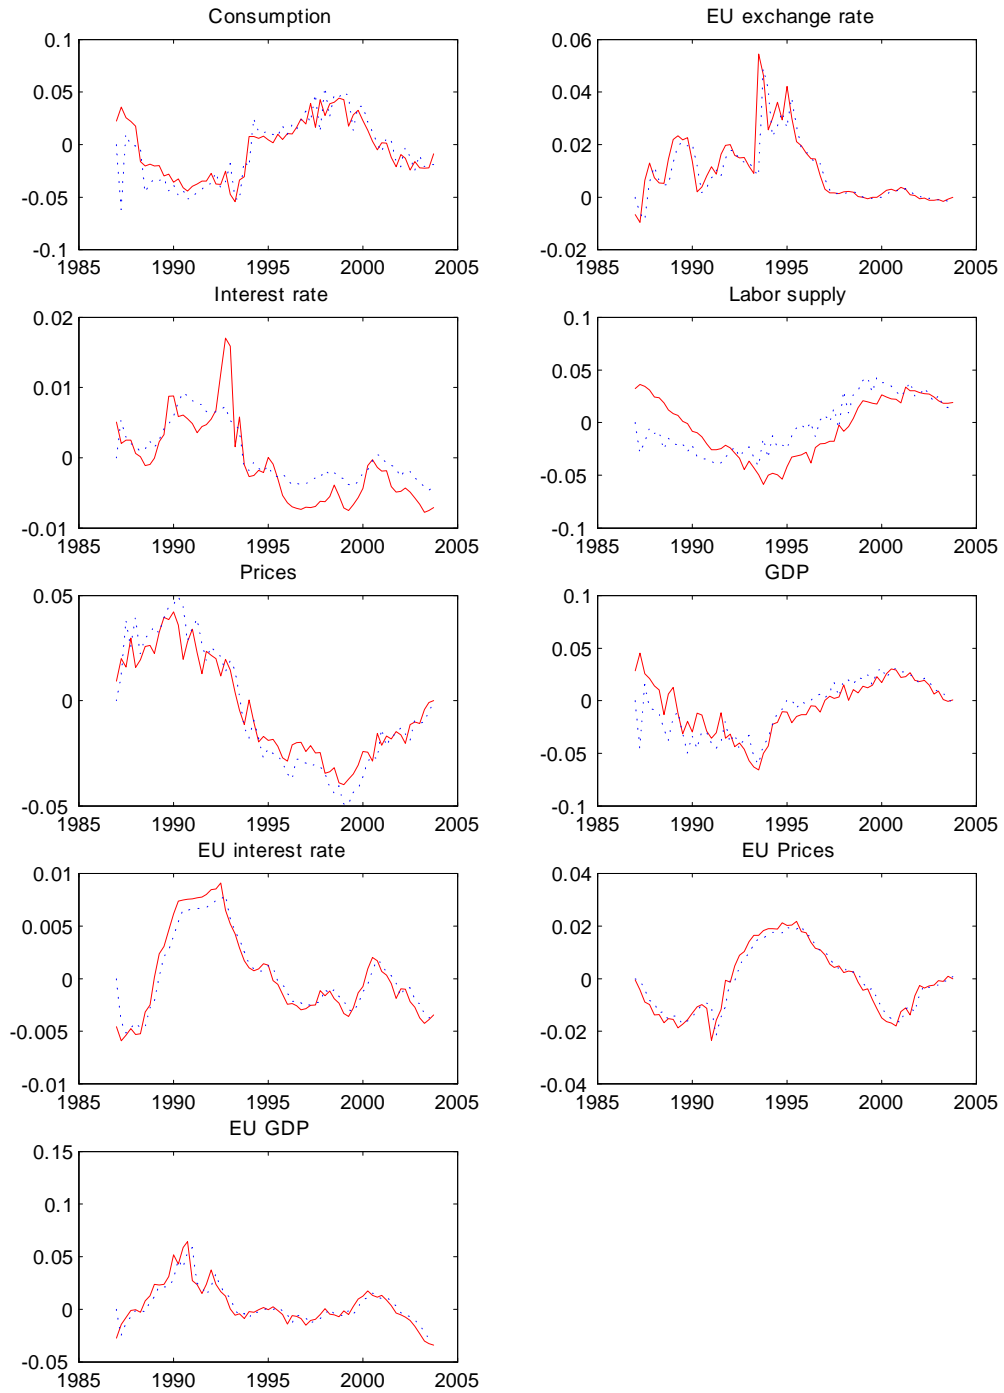 Consumption
0.1
0.05
0
-0.05
-0.1
1985 1990 1995 2000 2005
EU exchange rate
0.06
0.04
0.02
0
-0.02
1985 1990 1995 2000 2005
Interest rate
0.02
0.01
0
-0.01
1985 1990 1995 2000 2005
Labor supply
0.1
0.05
0
-0.05
-0.1
1985 1990 1995 2000 2005
Prices
0.05
0
-0.05
1985 1990 1995 2000 2005
GDP
0.1
0.05
0
-0.05
-0.1
1985 1990 1995 2000 2005
EU interest rate
0.01
0.005
0
-0.005
-0.01
1985 1990 1995 2000 2005
EU Prices
0.04
0.02
0
-0.02
-0.04
1985 1990 1995 2000 2005
EU GDP
0.15
0.1
0.05
0
-0.05
1985 1990 1995 2000 2005